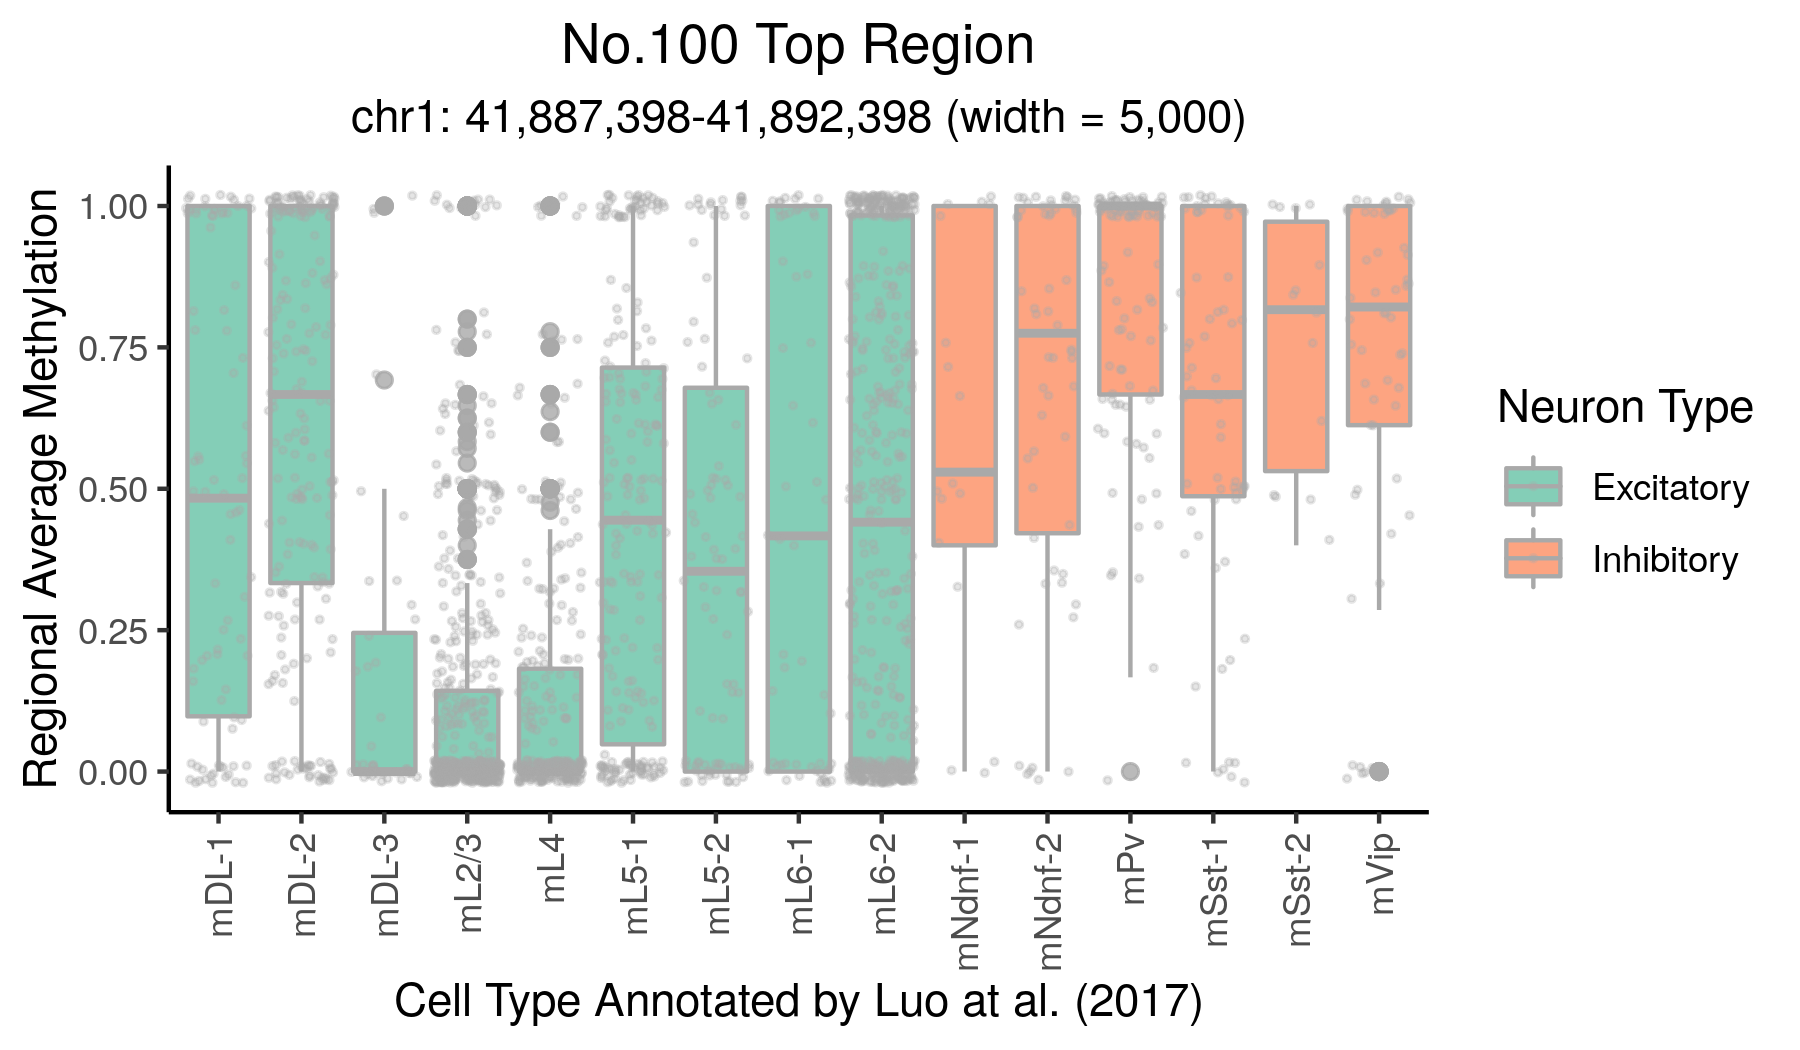 No.100 Top Region
chr1: 41,887,398-41,892,398 (width = 5,000)
Regional Average Methylation
1.00
0.75
0.50
0.25
0.00
mDL-1
mDL-2
mDL-3
mL2/3
mL4
mL5-1
mL5-2
mL6-1
mL6-2
mNdnf-1
mNdnf-2
mPv
mSst-1
mSst-2
mVip
Cell Type Annotated by Luo at al. (2017)
Neuron Type
Excitatory
Inhibitory